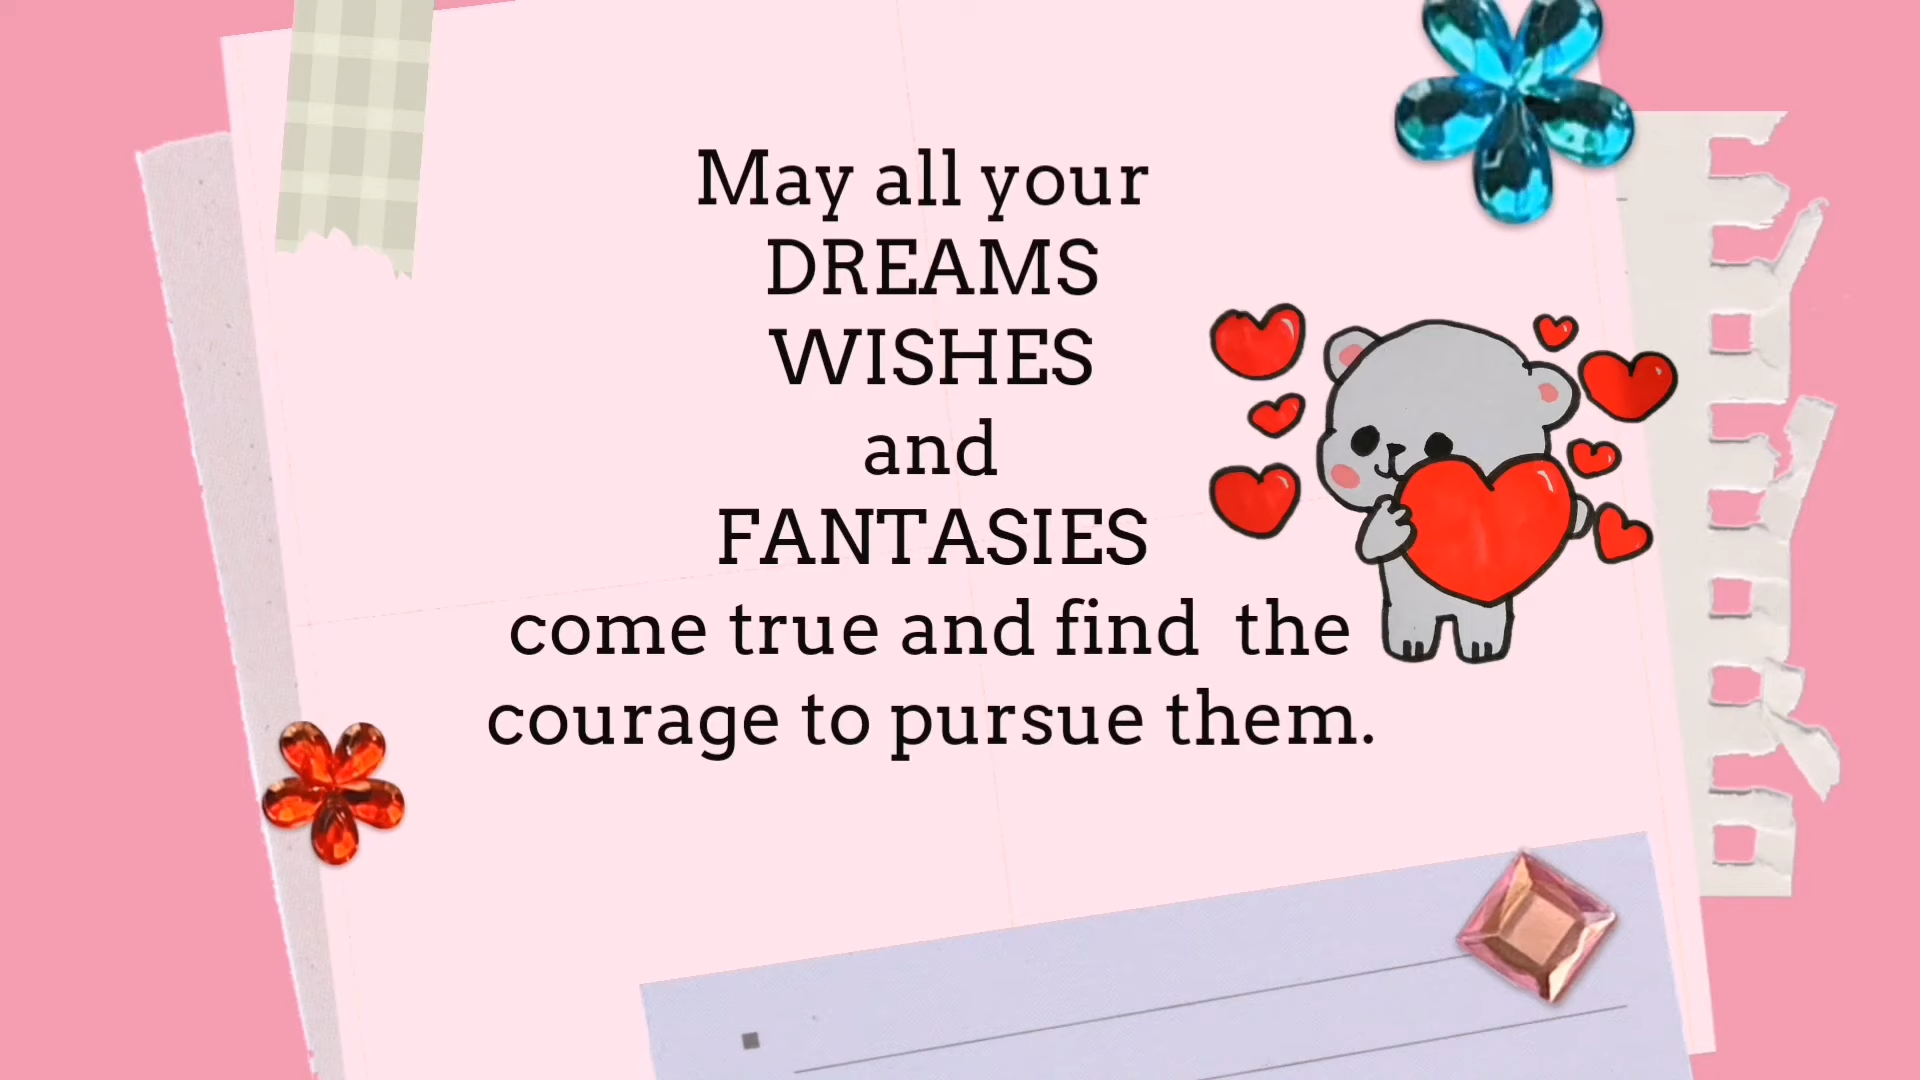 May all your
DREAMS
WISHES
and
FANTASIES
come true and find the
courage to pursue them.